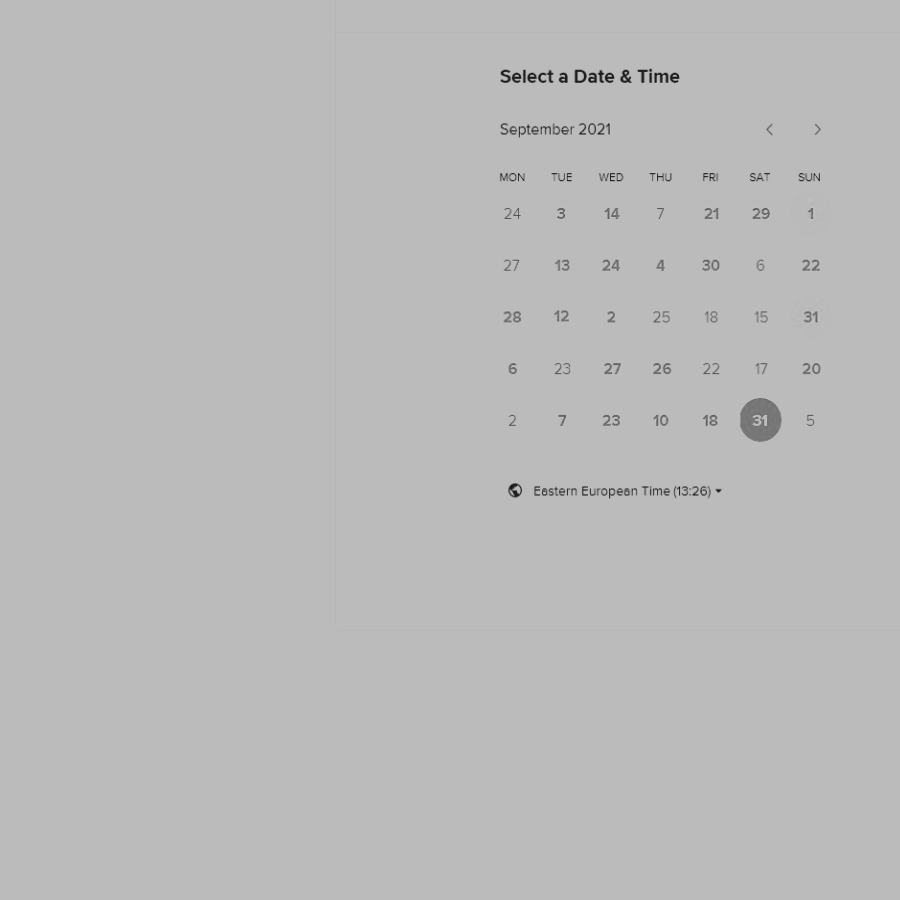 Select a Date & Time
September 2021
MON TUE WED THU FRI SAT SUN
24 3 14 7 21 29 1
27 13 24 4 30 6 22
28 12 2 25 18 15 31
6 23 27 26 22 17 20
2 7 23 10 18 31 5
Eastern European Time (13:26)